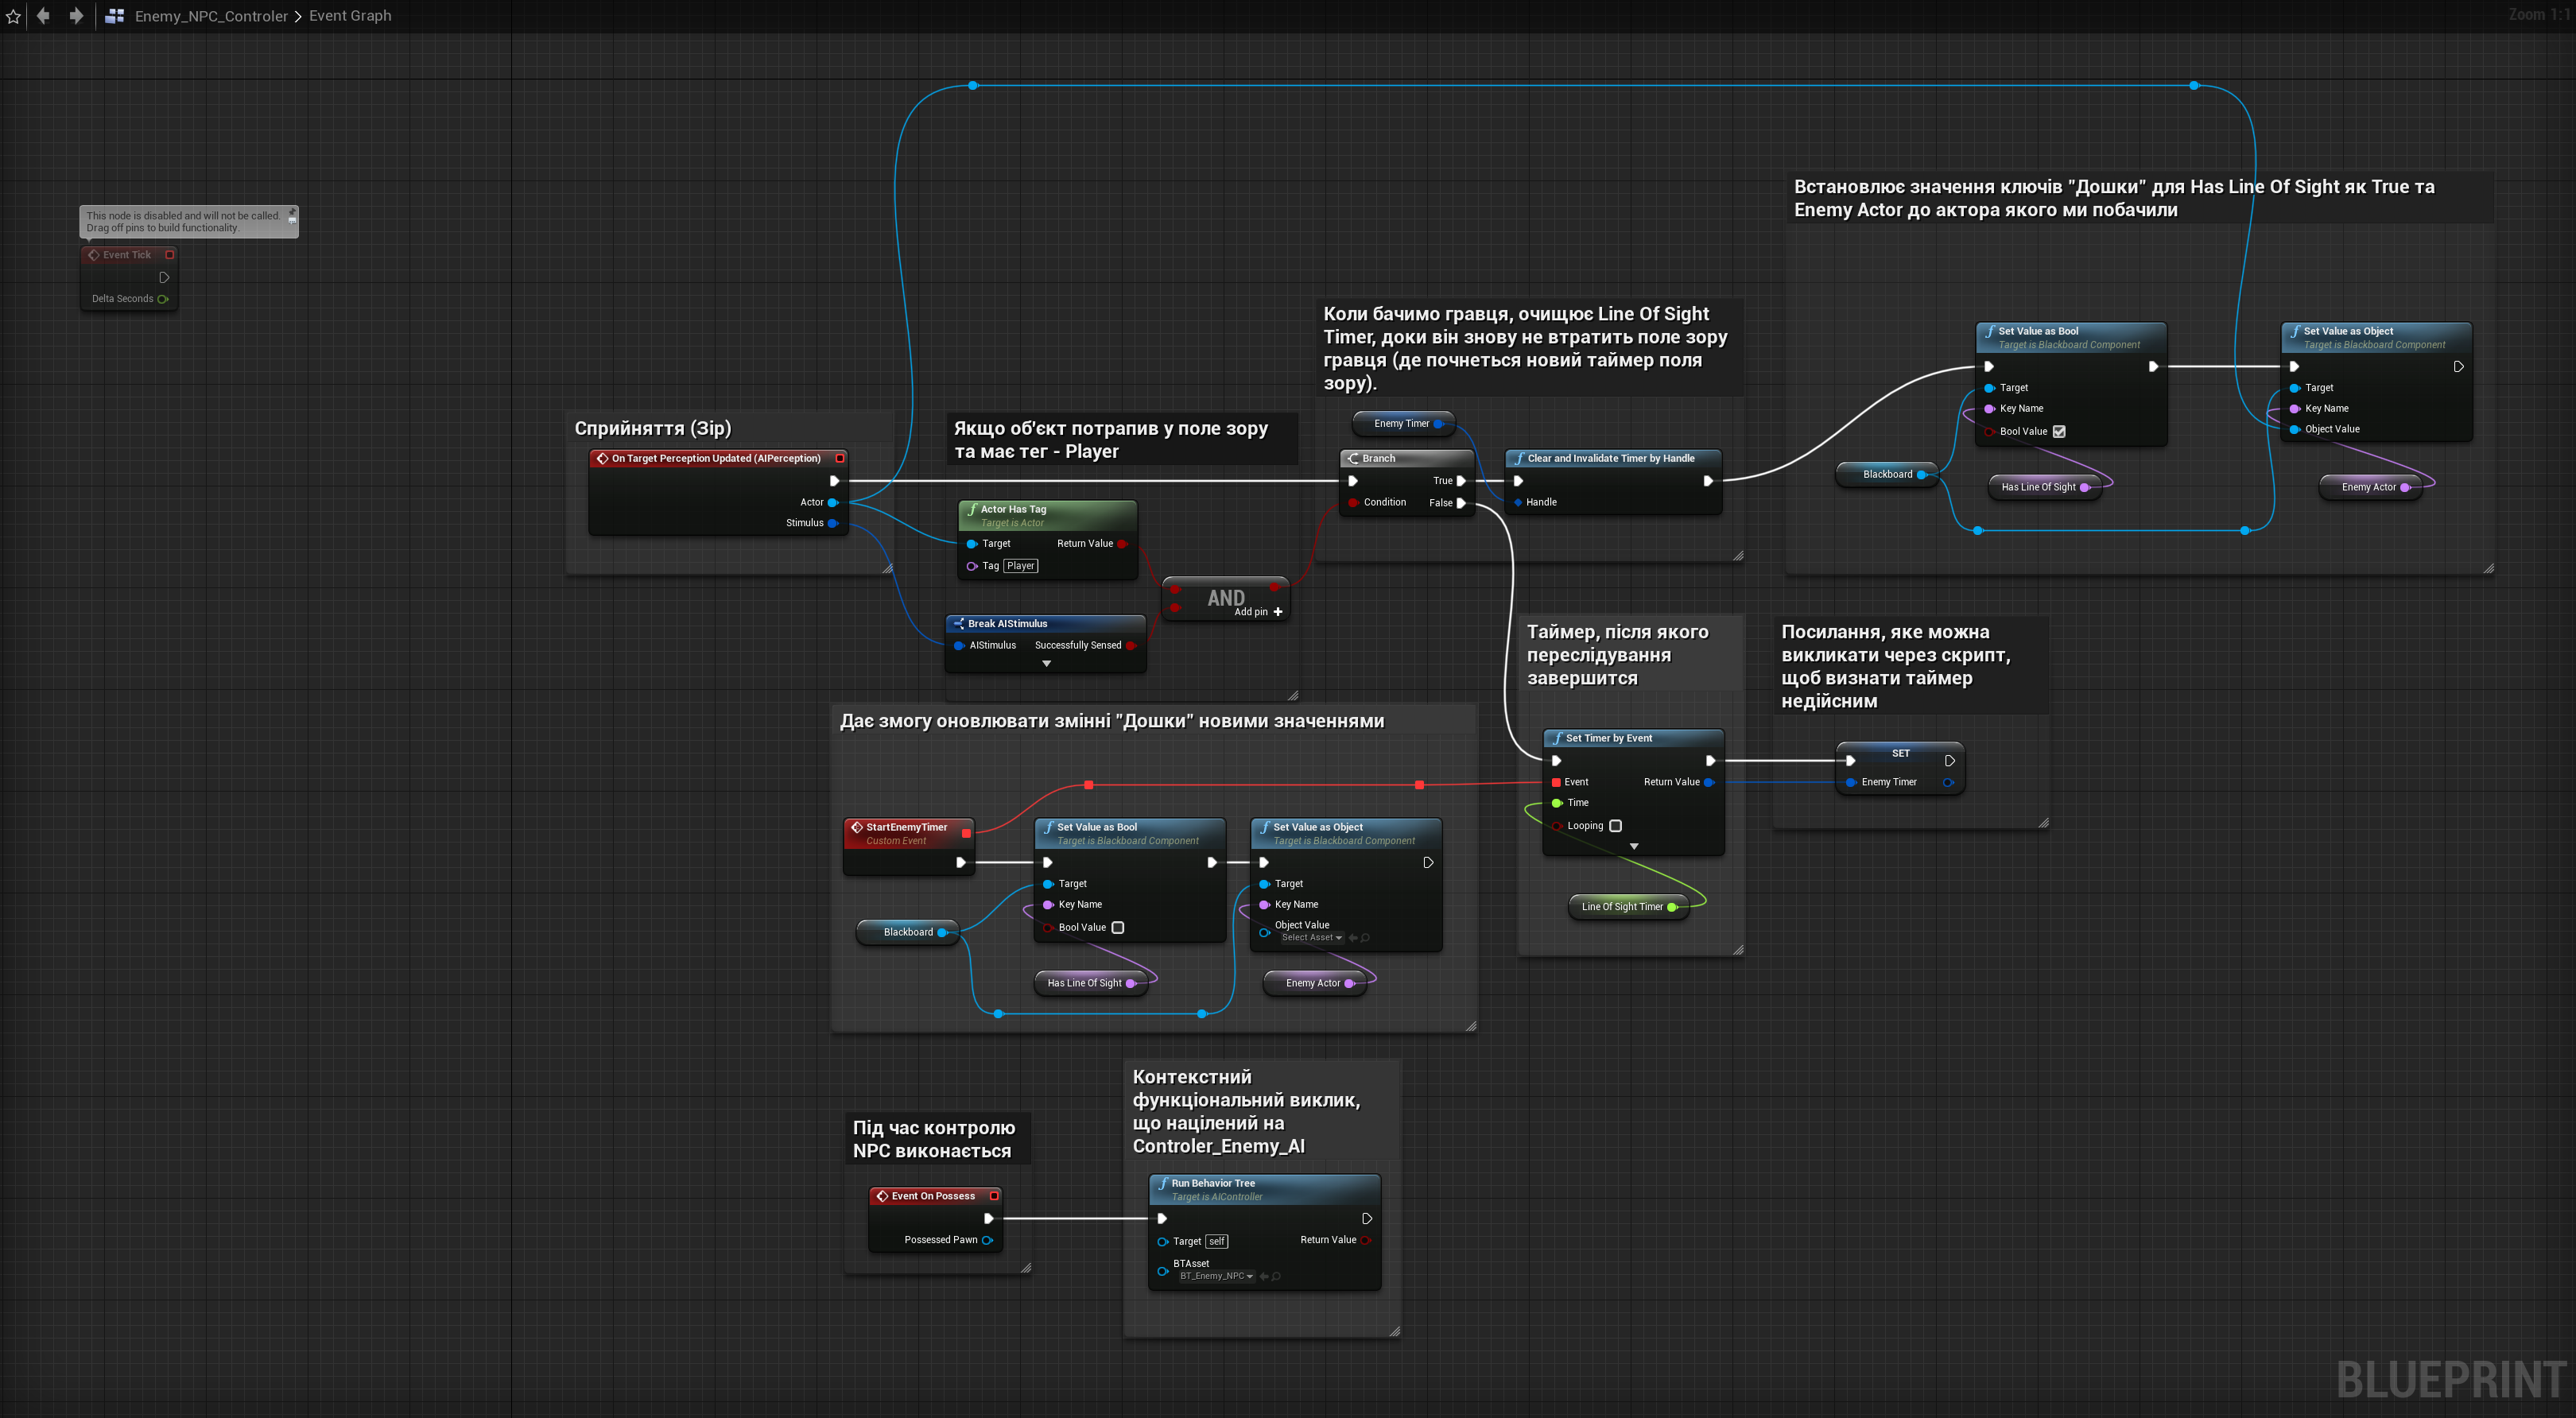 Enemy_NPC_Controler > Event Graph
Zoom 1:1
This node is disabled and will not be called.
Drag off pins to build functionality.
Event Tick
Delta Seconds
Встановлює значення ключів "Дошки" для Has Line Of Sight як True та
Enemy Actor до актора якого ми побачили
Set Value as Bool
Target is Blackboard Component
Target
Key Name
Bool Value
Set Value as Object
Target is Blackboard Component
Target
Key Name
Object Value
Blackboard
Has Line Of Sight
Enemy Actor
Коли бачимо гравця, очищує Line Of Sight
Timer, доки він знову не втратить поле зору
гравця (де почнеться новий таймер поля
зору).
Enemy Timer
Branch
True
Condition
False
Clear and Invalidate Timer by Handle
Handle
Сприйняття (Зір)
On Target Perception Updated (AIPerception)
Actor
Stimulus
Якщо об'єкт потрапив у поле зору
та має тег - Player
Actor Has Tag
Target is Actor
Target
Return Value
Tag Player
AND
Add pin
Break AIStimulus
AIStimulus
Successfully Sensed
Таймер, після якого
переслідування
завершится
Set Timer by Event
Event
Return Value
Time
Looping
Line Of Sight Timer
Посилання, яке можна
викликати через скрипт,
щоб визнати таймер
недійсним
SET
Enemy Timer
Дає змогу оновлювати змінні "Дошки" новими значеннями
StartEnemyTimer
Custom Event
Set Value as Bool
Target is Blackboard Component
Target
Key Name
Bool Value
Set Value as Object
Target is Blackboard Component
Target
Key Name
Object Value
Select Asset
Blackboard
Has Line Of Sight
Enemy Actor
Під час контролю
NPC виконається
Event On Possess
Possessed Pawn
Контекстний
функціональний виклик,
що націлений на
Controler_Enemy_AI
Run Behavior Tree
Target is AIController
Target self
Return Value
BTAsset
BT_Enemy_NPC
BLUEPRINT